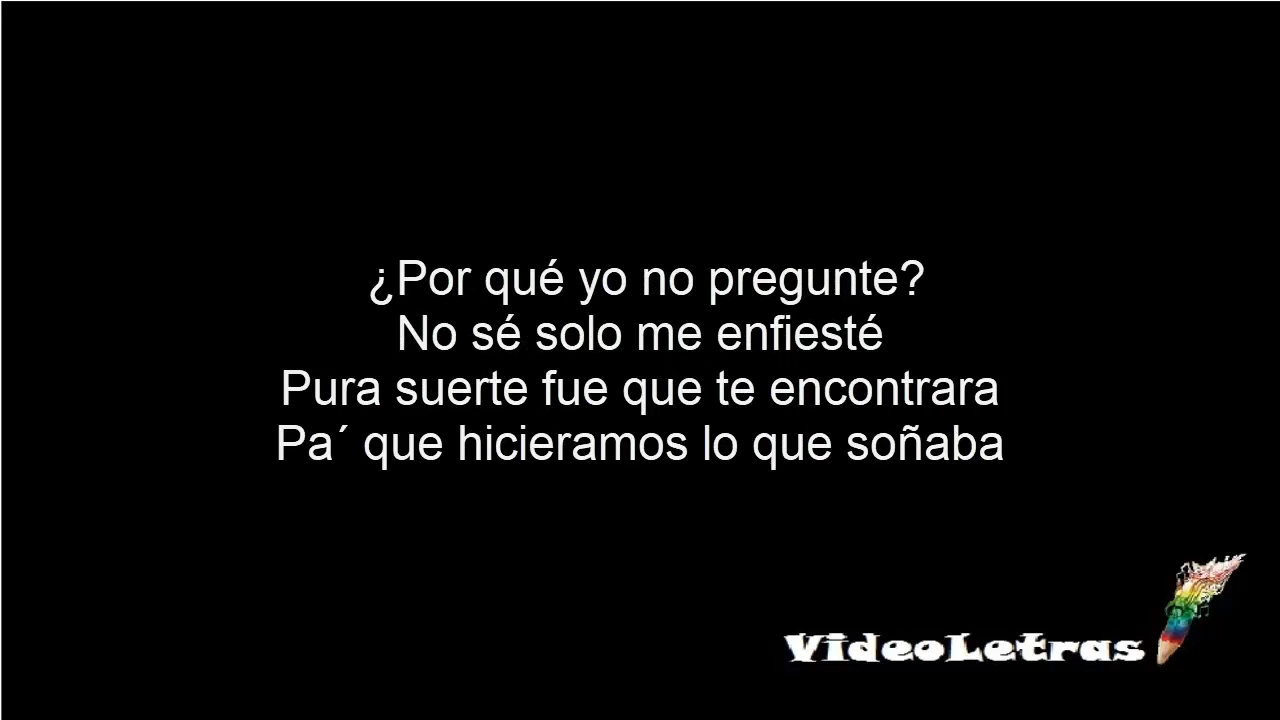 ¿Por qué yo no pregunte?
No sé solo me enfiesté
Pura suerte fue que te encontrara
Pa´ que hicieramos lo que soñaba
VideoLetras